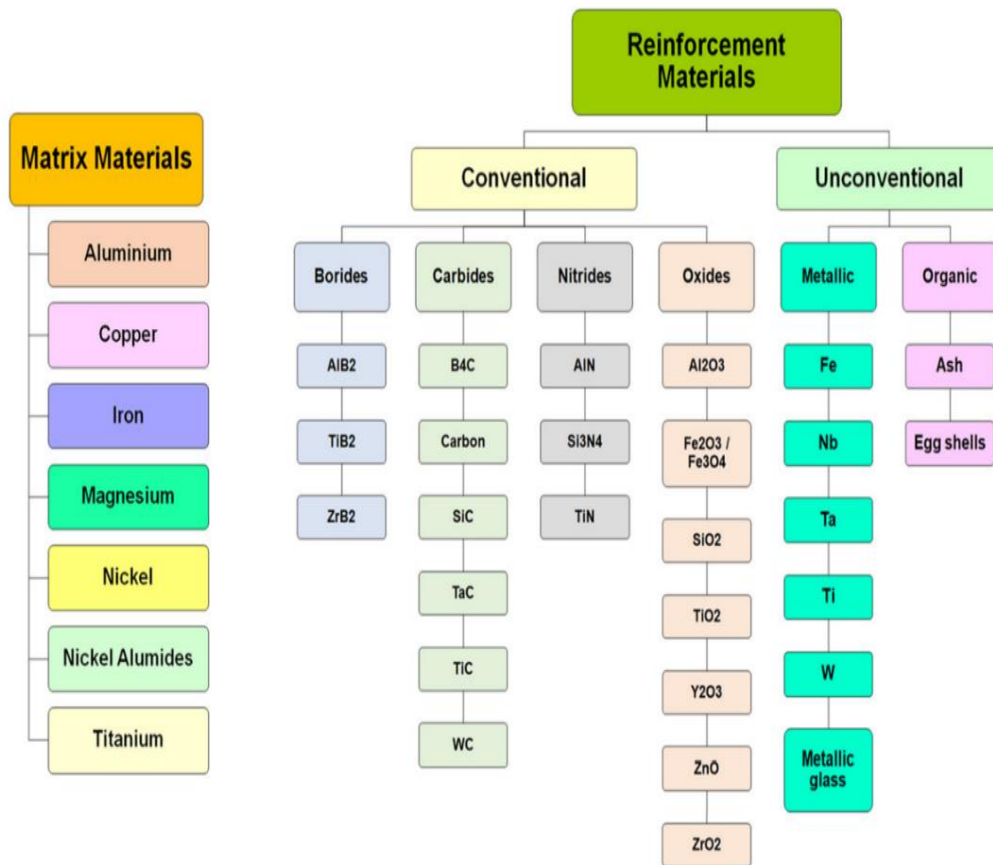 Matrix Materials
Aluminium
Copper
Iron
Magnesium
Nickel
Nickel Alumides
Titanium
Reinforcement
Materials
Conventional
Unconventional
Borides
AlB2
TiB2
ZrB2
Carbides
B4C
Carbon
SiC
TaC
TiC
WC
Nitrides
AlN
Si3N4
TiN
Oxides
Al2O3
Fe2O3 /
Fe3O4
SiO2
TiO2
Y2O3
ZnO
ZrO2
Metallic
Fe
Nb
Ta
Ti
W
Metallic
glass
Organic
Ash
Egg shells